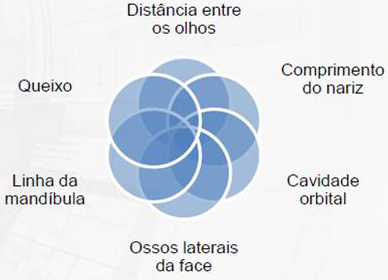 Distância entre
os olhos
Comprimento
do nariz
Cavidade
orbital
Ossos laterais
da face
Linha da
mandíbula
Queixo